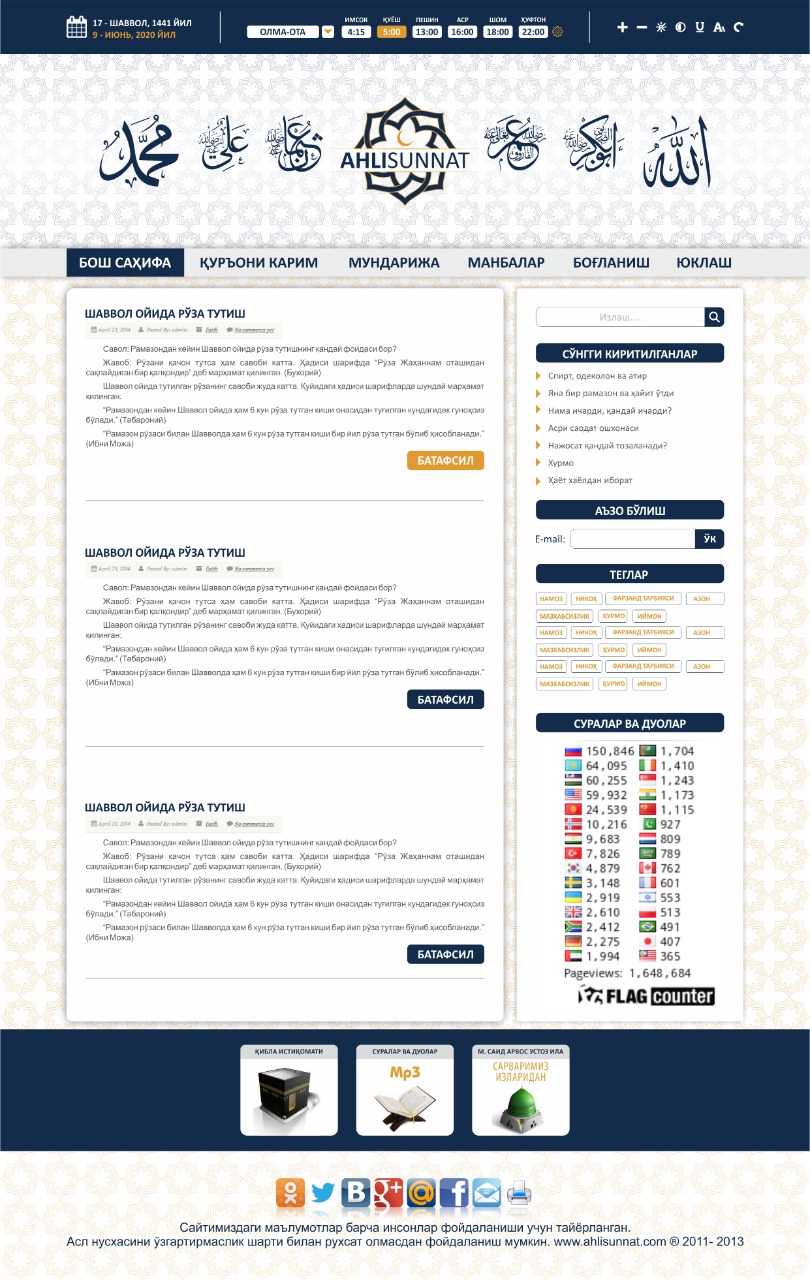 17 - ШАВВОЛ, 1441 ЙИЛ
9 - ИЮНЬ, 2020 ЙИЛ
ОЛМА-ОТА
ИМСОК ҚУЁШ ПЕШИН АСР ШОМ ҲУФТОН
4:15 5:00 13:00 16:00 18:00 22:00
محمد
علي
عثمان
AHLISUNNAT
عمر
ابوبكر
الله
БОШ САҲИФА ҚУРЪОНИ КАРИМ МУНДАРИЖА МАНБАЛАР БОҒЛАНИШ ЮКЛАШ
ШАВВОЛ ОЙИДА РЎЗА ТУТИШ
April 23, 2014 Posted By: admin Faith No comments yet
Савол: Рамазондан кейин Шаввол ойида рўза тутишнинг қандай фойдаси бор?
Жавоб: Рўзани қачон тутса ҳам савоби катта. Ҳадиси шарифда “Рўза Жаҳаннам оташидан
сақлайдиган бир қалқондир” деб марҳамат қилинган. (Бухорий)
Шаввол ойида тутилган рўзанинг савоби жуда катта. Қуйидаги ҳадиси шарифларда шундай марҳамат
қилинган:
“Рамазондан кейин Шаввол ойида ҳам 6 кун рўза тутган киши онасидан туғилган кундагидек гуноҳсиз
бўлади.” (Табароний)
“Рамазон рўзаси билан Шавволда ҳам 6 кун рўза тутган киши бир йил рўза тутган бўлиб ҳисобланади.”
(Ибни Можа)
БАТАФСИЛ
ШАВВОЛ ОЙИДА РЎЗА ТУТИШ
April 23, 2014 Posted By: admin Faith No comments yet
Савол: Рамазондан кейин Шаввол ойида рўза тутишнинг қандай фойдаси бор?
Жавоб: Рўзани қачон тутса ҳам савоби катта. Ҳадиси шарифда “Рўза Жаҳаннам оташидан
сақлайдиган бир қалқондир” деб марҳамат қилинган. (Бухорий)
Шаввол ойида тутилган рўзанинг савоби жуда катта. Қуйидаги ҳадиси шарифларда шундай марҳамат
қилинган:
“Рамазондан кейин Шаввол ойида ҳам 6 кун рўза тутган киши онасидан туғилган кундагидек гуноҳсиз
бўлади.” (Табароний)
“Рамазон рўзаси билан Шавволда ҳам 6 кун рўза тутган киши бир йил рўза тутган бўлиб ҳисобланади.”
(Ибни Можа)
БАТАФСИЛ
ШАВВОЛ ОЙИДА РЎЗА ТУТИШ
April 23, 2014 Posted By: admin Faith No comments yet
Савол: Рамазондан кейин Шаввол ойида рўза тутишнинг қандай фойдаси бор?
Жавоб: Рўзани қачон тутса ҳам савоби катта. Ҳадиси шарифда “Рўза Жаҳаннам оташидан
сақлайдиган бир қалқондир” деб марҳамат қилинган. (Бухорий)
Шаввол ойида тутилган рўзанинг савоби жуда катта. Қуйидаги ҳадиси шарифларда шундай марҳамат
қилинган:
“Рамазондан кейин Шаввол ойида ҳам 6 кун рўза тутган киши онасидан туғилган кундагидек гуноҳсиз
бўлади.” (Табароний)
“Рамазон рўзаси билан Шавволда ҳам 6 кун рўза тутган киши бир йил рўза тутган бўлиб ҳисобланади.”
(Ибни Можа)
БАТАФСИЛ
Излаш....
СЎНГГИ КИРИТИЛГАНЛАР
Спирт, одеколон ва атир
Яна бир рамазон ва ҳайит ўтди
Нима ичарди, қандай ичарди?
Асри саодат ошхонаси
Нажосат қандай тозаланади?
Хурмо
Ҳаёт хаёлдан иборат
АЪЗО БЎЛИШ
E-mail: ЎК
ТЕГЛАР
НАМОЗ НИКОҲ ФАРЗАНД ТАРБИЯСИ АЗОН
МАЗҲАБСИЗЛИК ҲУРМО ИЙМОН
НАМОЗ НИКОҲ ФАРЗАНД ТАРБИЯСИ АЗОН
МАЗҲАБСИЗЛИК ҲУРМО ИЙМОН
НАМОЗ НИКОҲ ФАРЗАНД ТАРБИЯСИ АЗОН
МАЗҲАБСИЗЛИК ҲУРМО ИЙМОН
СУРАЛАР ВА ДУОЛАР
150,846 1,704
64,095 1,410
60,255 1,243
59,932 1,173
24,539 1,115
10,216 927
9,683 809
7,826 789
4,879 762
3,148 601
2,919 553
2,610 513
2,412 491
2,275 407
1,994 365
Pageviews: 1,648,684
FLAG counter
ҚИБЛА ИСТИҚОМАТИ
СУРАЛАР ВА ДУОЛАР
Mp3
М. САИД АРВОС УСТОЗ ИЛА
САРВАРИМИЗ
ИЗЛАРИДАН
Сайтимиздаги маълумотлар барча инсонлар фойдаланиши учун тайёрланган.
Асл нусхасини ўзгартирмаслик шарти билан рухсат олмасдан фойдаланиш мумкин. www.ahlisunnat.com ® 2011- 2013